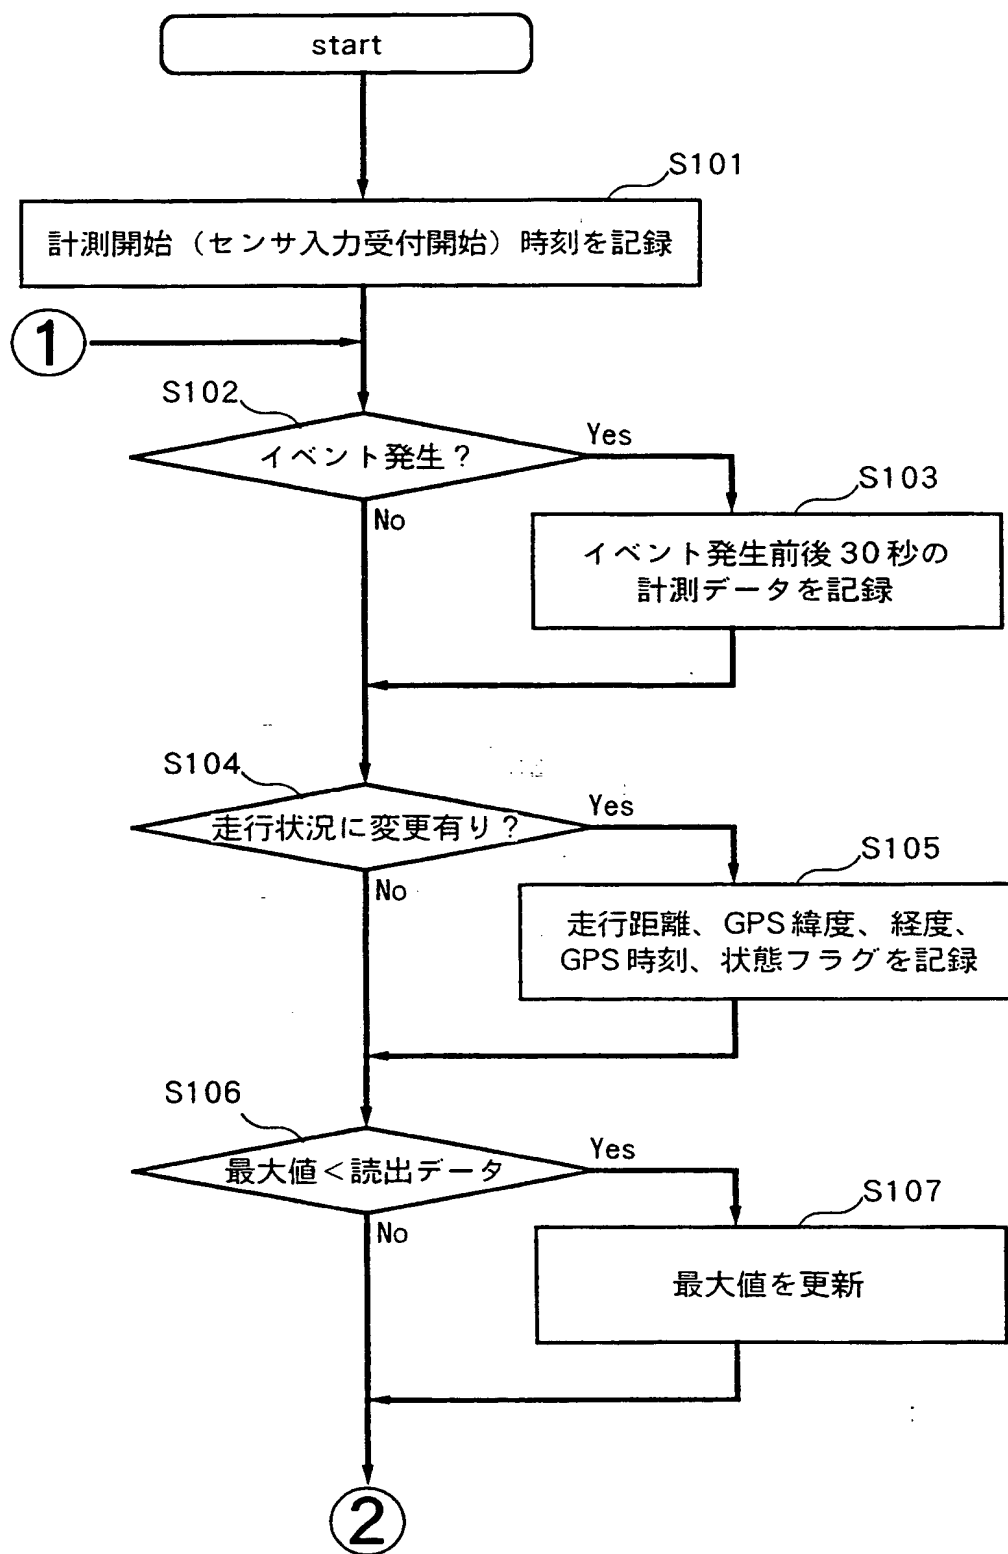 start
S101
計測開始（センサ入力受付開始）時刻を記録
1
S102
イベント発生？
Yes
No
S103
イベント発生前後30秒の
計測データを記録
S104
走行状況に変更有り？
Yes
No
S105
走行距離、GPS緯度、経度、
GPS時刻、状態フラグを記録
S106
最大値＜読出データ
Yes
No
S107
最大値を更新
2